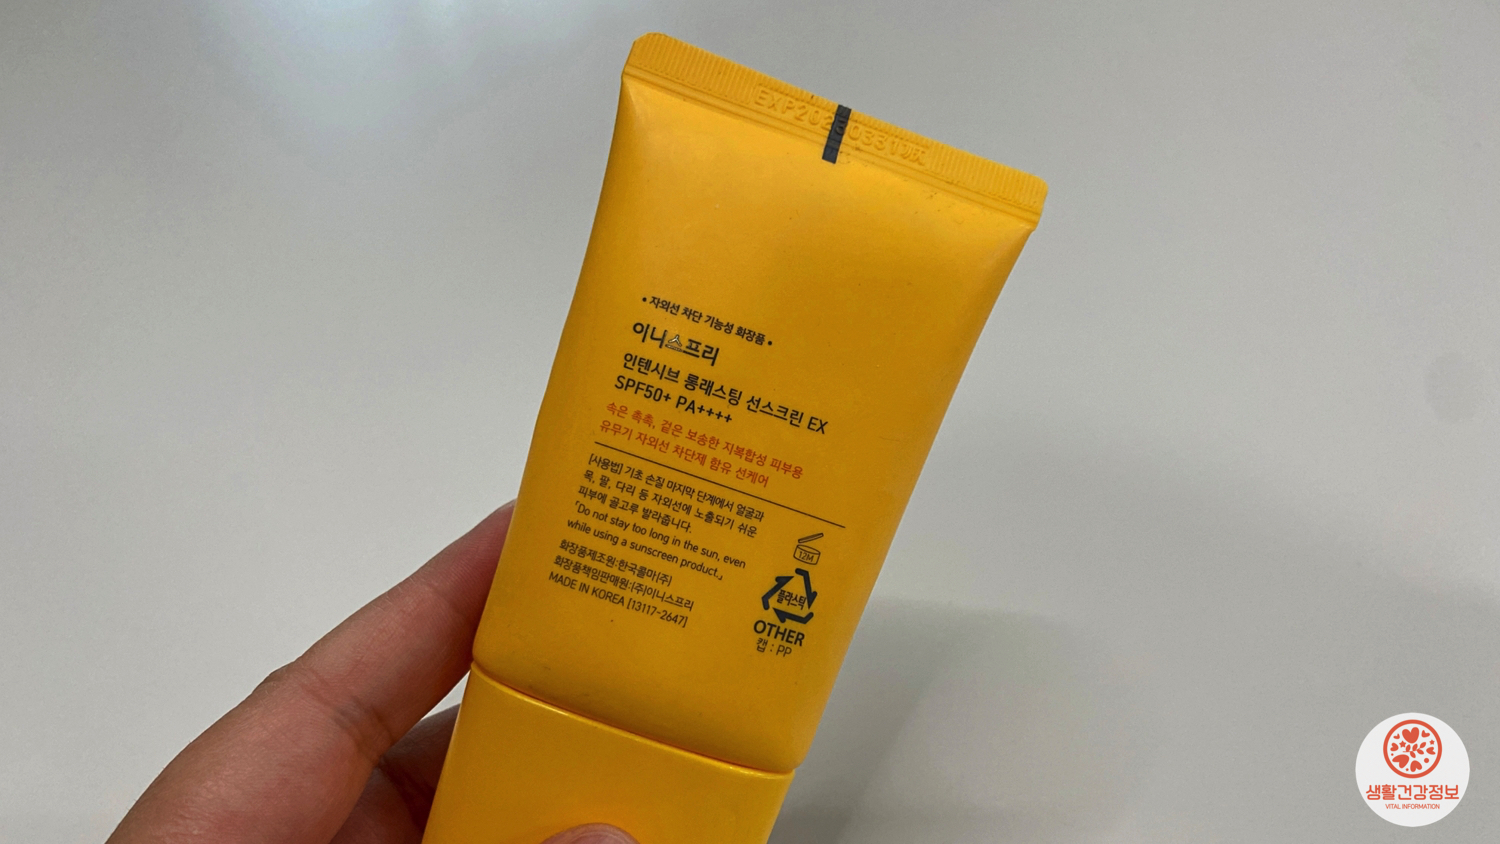 • 자외선 차단 기능성 화장품 •
이니스프리
인텐시브 롱래스팅 선스크린 EX
SPF50+ PA++++
속은 촉촉, 겉은 보송한 지복합성 피부용
유무기 자외선 차단제 함유 선케어
[사용법] 기초 손질 마지막 단계에서 얼굴과
목, 팔, 다리 등 자외선에 노출되기 쉬운
피부에 골고루 발라줍니다.
「Do not stay too long in the sun, even
while using a sunscreen product.」
화장품제조원:한국콜마(주)
화장품책임판매원:(주)이니스프리
MADE IN KOREA [13117-2647]
12M
플라스틱
OTHER
캡 : PP
생활건강정보
VITAL INFORMATION